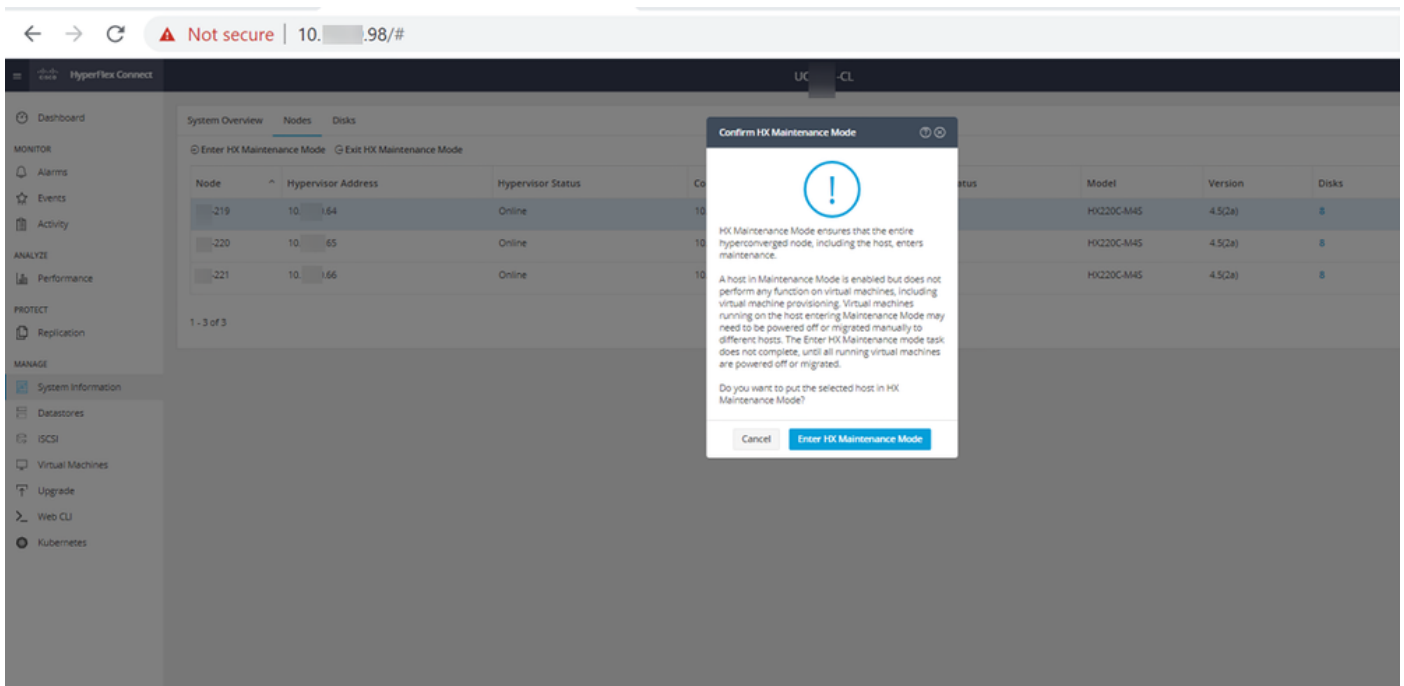 Not secure | 10. .98/#
cisco HyperFlex Connect
UC -CL
Dashboard
MONITOR
Alarms
Events
Activity
ANALYZE
Performance
PROTECT
Replication
MANAGE
System Information
Datastores
iSCSI
Virtual Machines
Upgrade
Web CLI
Kubernetes
System Overview Nodes Disks
Enter HX Maintenance Mode Exit HX Maintenance Mode
Node Hypervisor Address Hypervisor Status Co atus Model Version Disks
-219 10. .64 Online 10. HX220C-M4S 4.5(2a) 8
-220 10. 65 Online 10. HX220C-M4S 4.5(2a) 8
-221 10. .66 Online 10. HX220C-M4S 4.5(2a) 8
1 - 3 of 3
Confirm HX Maintenance Mode
HX Maintenance Mode ensures that the entire
hyperconverged node, including the host, enters
maintenance.
A host in Maintenance Mode is enabled but does not
perform any function on virtual machines, including
virtual machine provisioning. Virtual machines
running on the host entering Maintenance Mode may
need to be powered off or migrated manually to
different hosts. The Enter HX Maintenance mode task
does not complete, until all running virtual machines
are powered off or migrated.
Do you want to put the selected host in HX
Maintenance Mode?
Cancel Enter HX Maintenance Mode